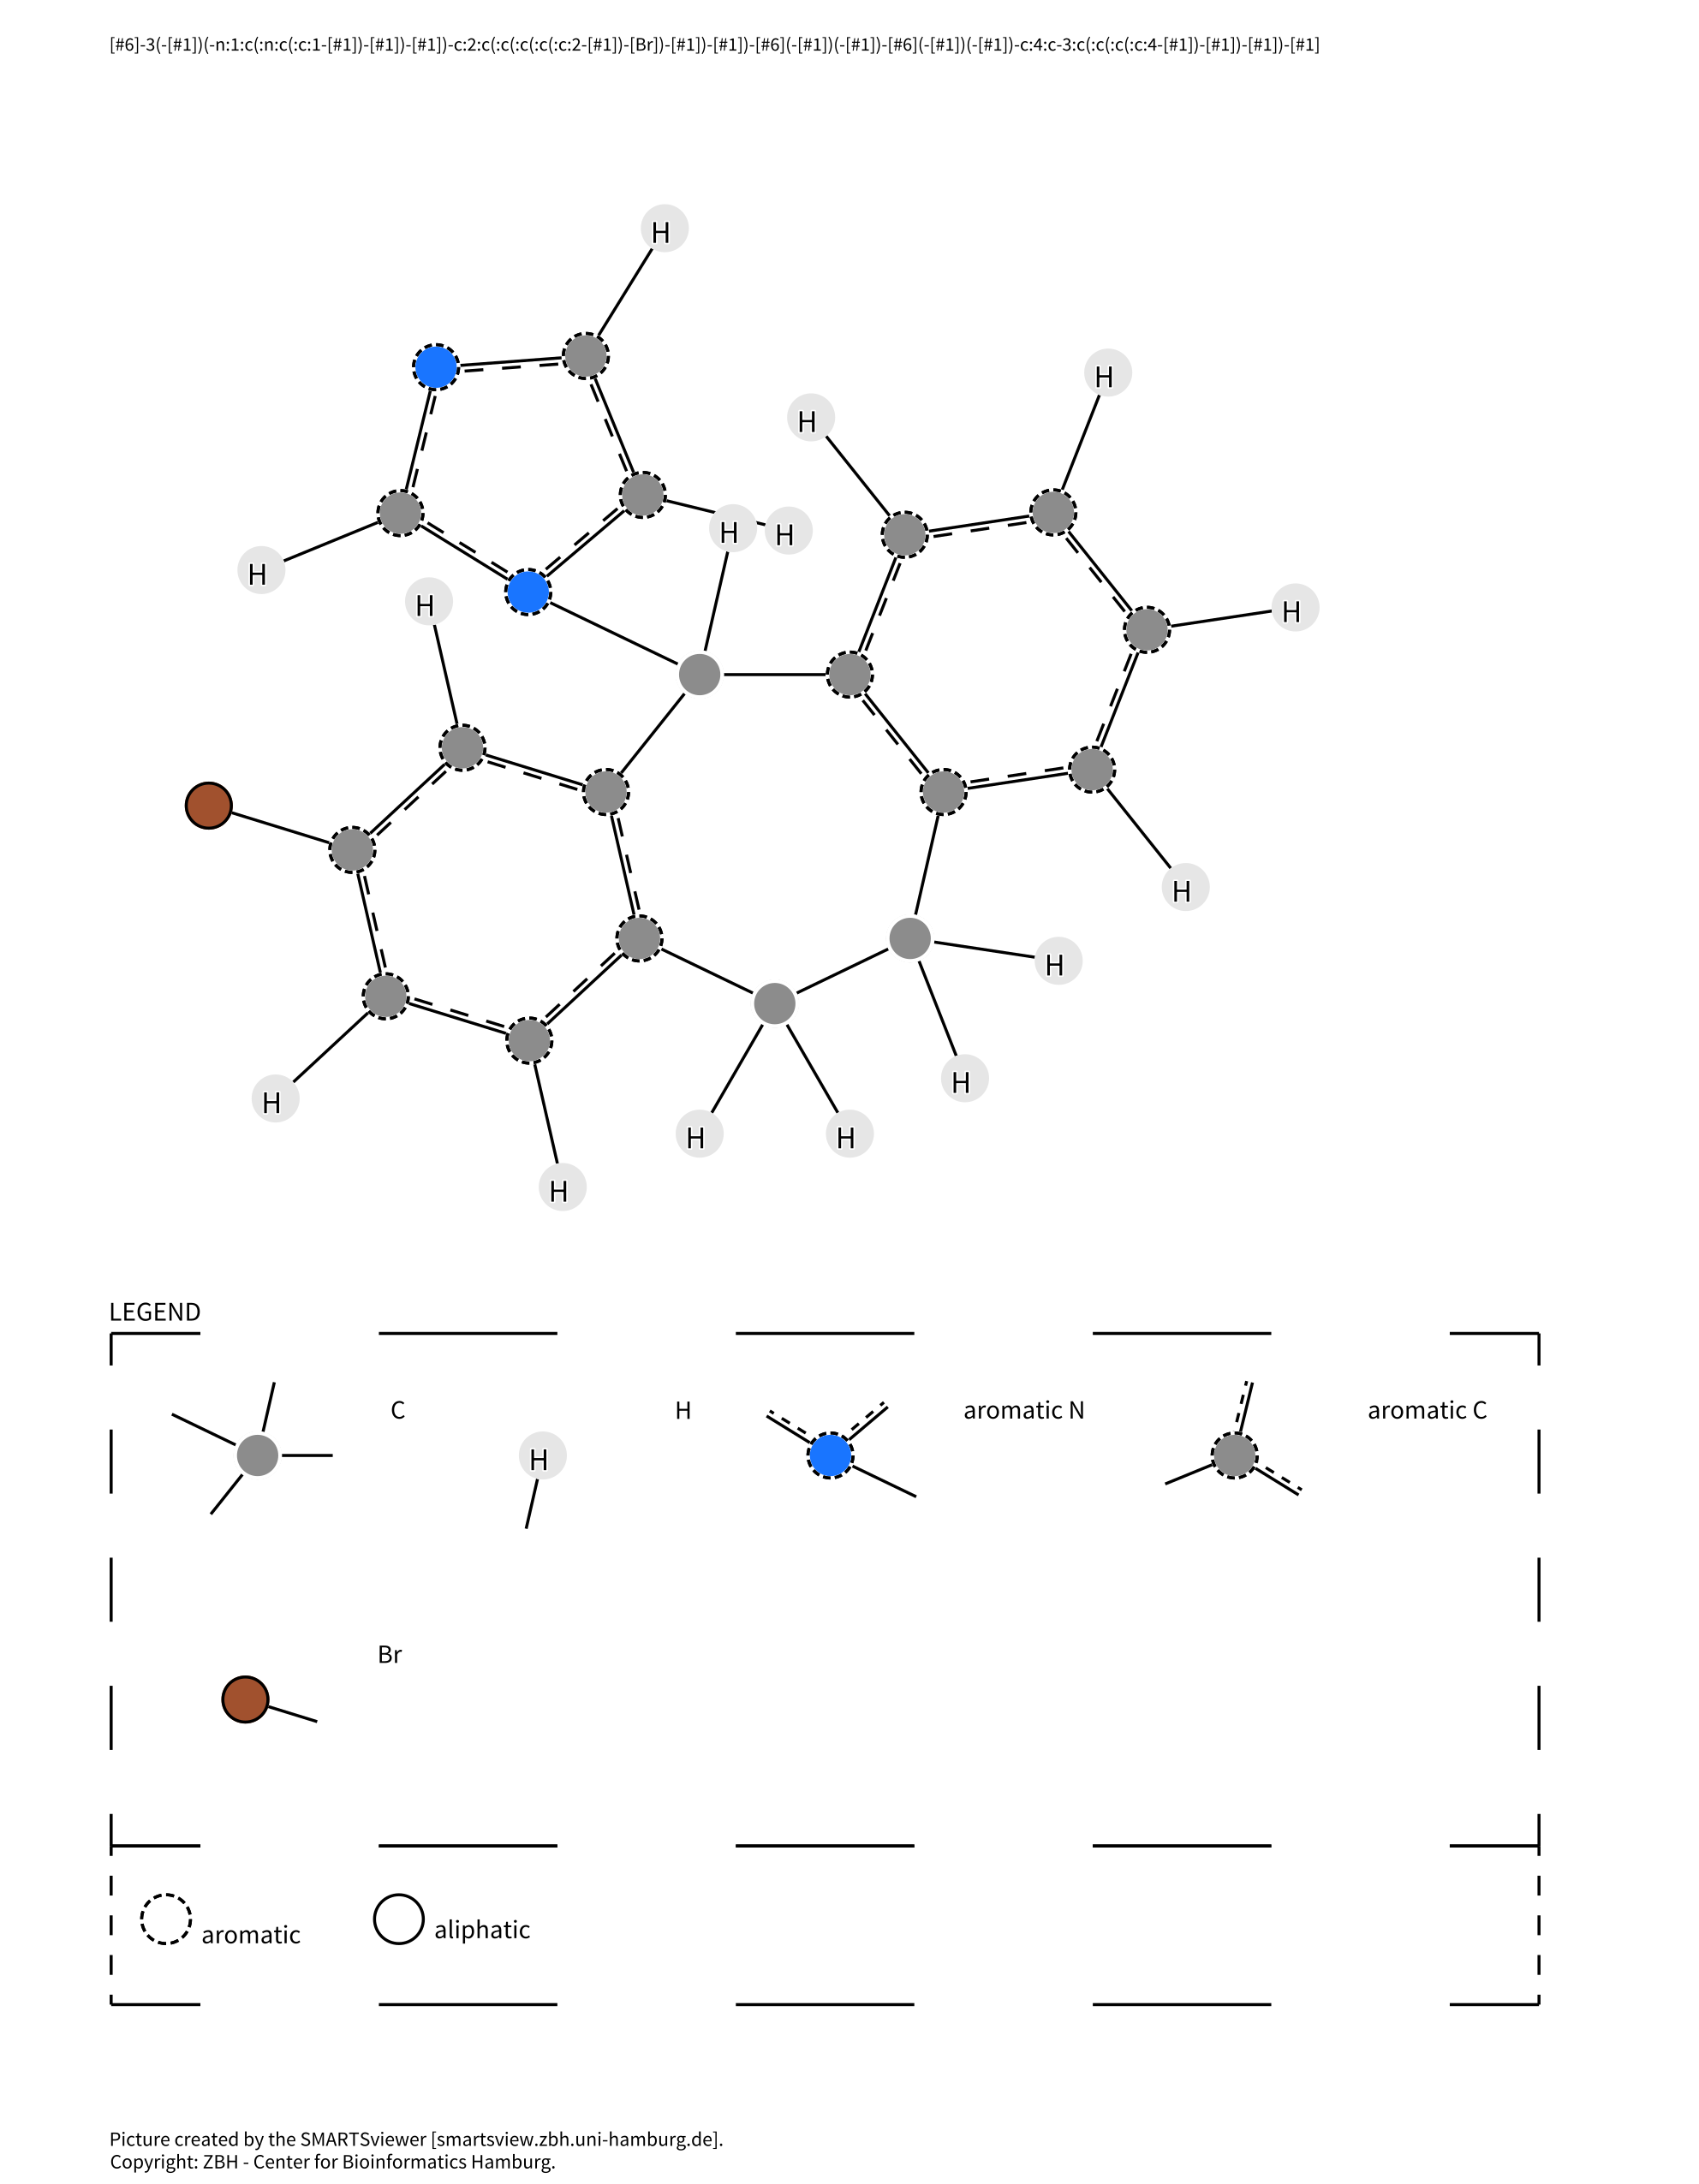 [#6]-3(-[#1])(-n:1:c(:n:c(:c:1-[#1])-[#1])-[#1])-c:2:c(:c(:c(:c(:c:2-[#1])-[Br])-[#1])-[#1])-[#6](-[#1])(-[#1])-[#6](-[#1])(-[#1])-c:4:c-3:c(:c(:c(:c:4-[#1])-[#1])-[#1])-[#1]
H
H
H
H
H H
H
H
H
H
H
H
H
H
H
H
LEGEND
C
H
aromatic N
aromatic C
H
Br
aromatic
aliphatic
Picture created by the SMARTSviewer [smartsview.zbh.uni-hamburg.de].
Copyright: ZBH - Center for Bioinformatics Hamburg.